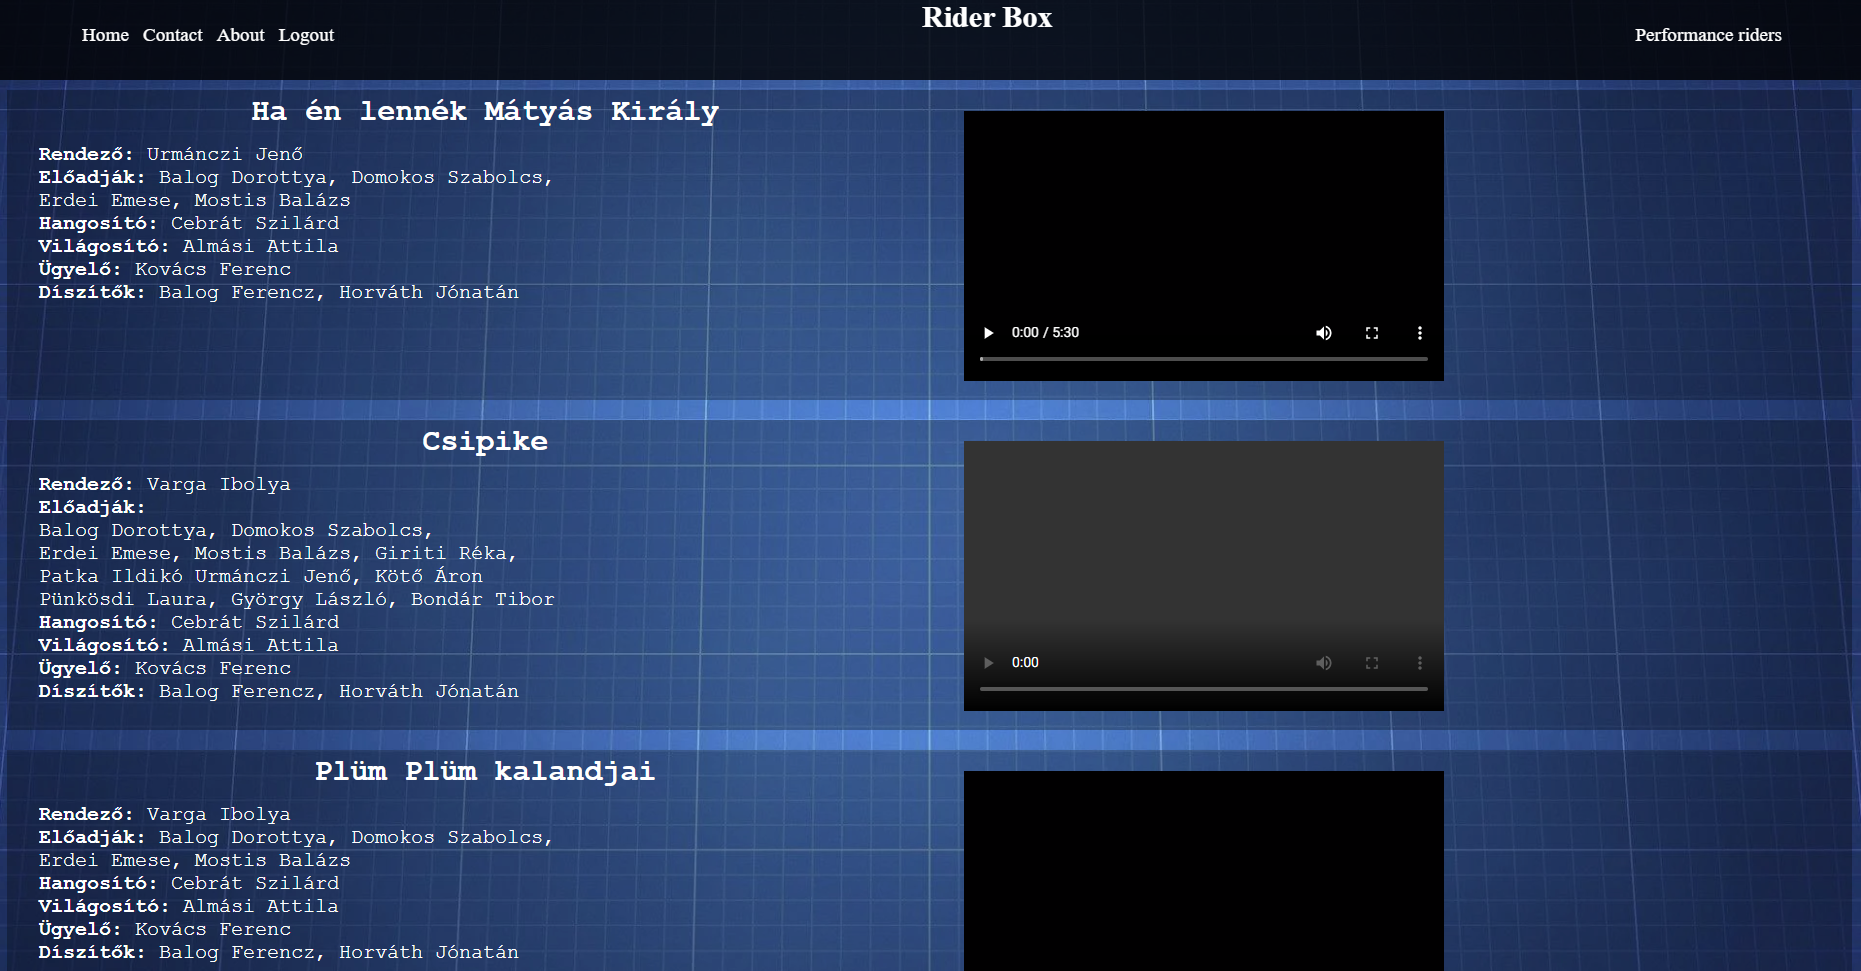 Rider Box
Home Contact About Logout
Performance riders
Ha én lennék Mátyás Király
Rendező: Urmánczi Jenő
Előadják: Balog Dorottya, Domokos Szabolcs,
Erdei Emese, Mostis Balázs
Hangosító: Cebrát Szilárd
Világosító: Almási Attila
Ügyelő: Kovács Ferenc
Díszítők: Balog Ferencz, Horváth Jónatán
0:00 / 5:30
Csipike
Rendező: Varga Ibolya
Előadják:
Balog Dorottya, Domokos Szabolcs,
Erdei Emese, Mostis Balázs, Giriti Réka,
Patka Ildikó Urmánczi Jenő, Kötő Áron
Pünkösdi Laura, György László, Bondár Tibor
Hangosító: Cebrát Szilárd
Világosító: Almási Attila
Ügyelő: Kovács Ferenc
Díszítők: Balog Ferencz, Horváth Jónatán
0:00
Plüm Plüm kalandjai
Rendező: Varga Ibolya
Előadják: Balog Dorottya, Domokos Szabolcs,
Erdei Emese, Mostis Balázs
Hangosító: Cebrát Szilárd
Világosító: Almási Attila
Ügyelő: Kovács Ferenc
Díszítők: Balog Ferencz, Horváth Jónatán